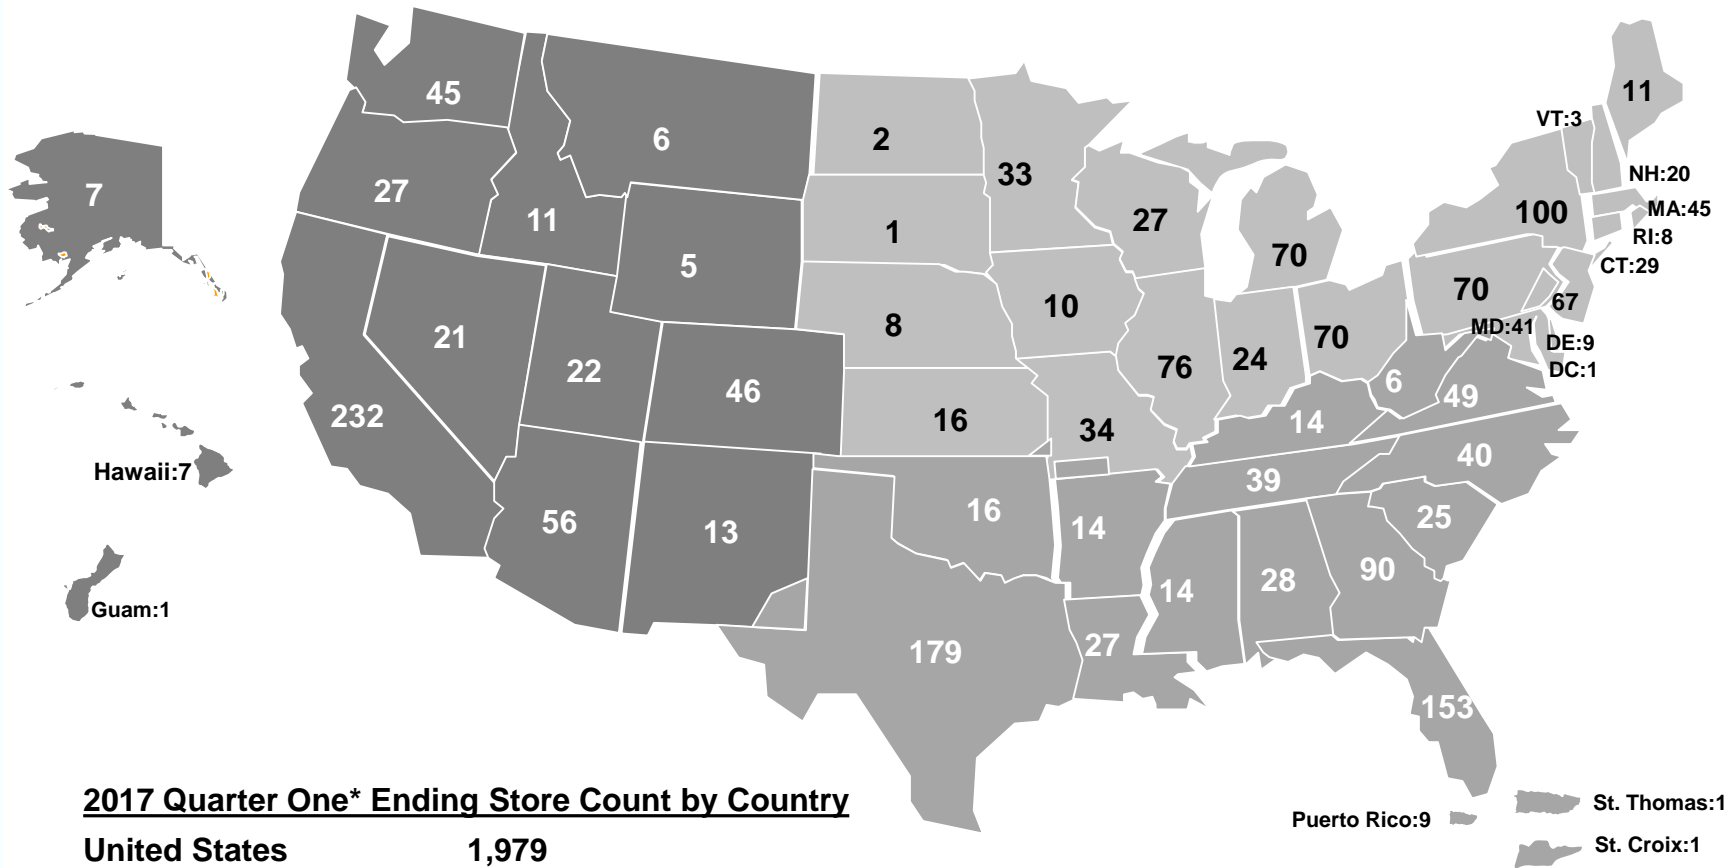 11
45
VT:3
6
2
33
NH:20
7
27
11
MA:45
100
27
1
RI:8
70
5
CT:29
70
10
67
8
21
MD:41
70
DE:9
24
76
DC:1
22
6
46
49
232
16
14
34
40
Hawaii:7
39
16
25
56
14
13
90
28
14
Guam:1
27
179
153
2017 Quarter One* Ending Store Count by Country
St. Thomas:1
Puerto Rico:9
St. Croix:1
United States 1,979